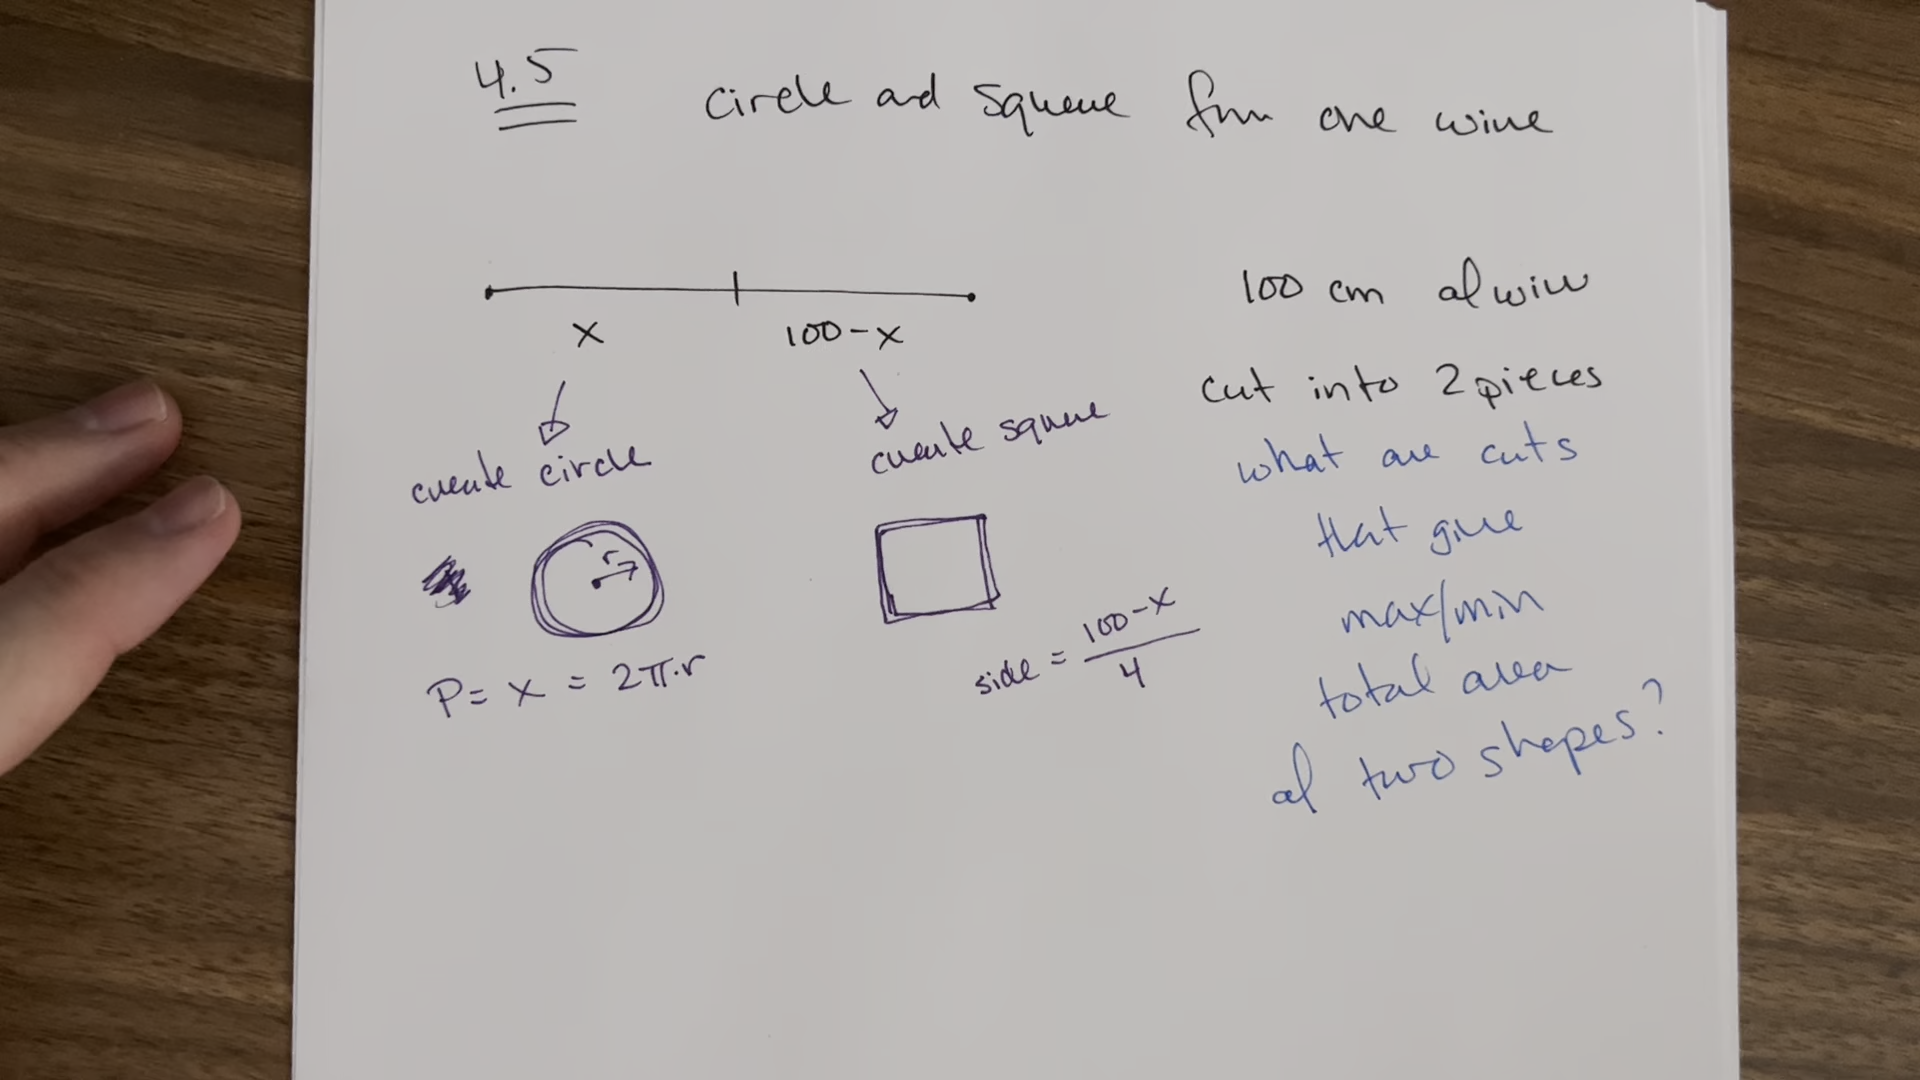 4.5
Circle and Square from one wire
x
100-x
create circle
create square
r
P = x = 2π·r
side = 100-x / 4
100 cm of wire
cut into 2 pieces
what are cuts
that give
max/min
total area
of two shapes?